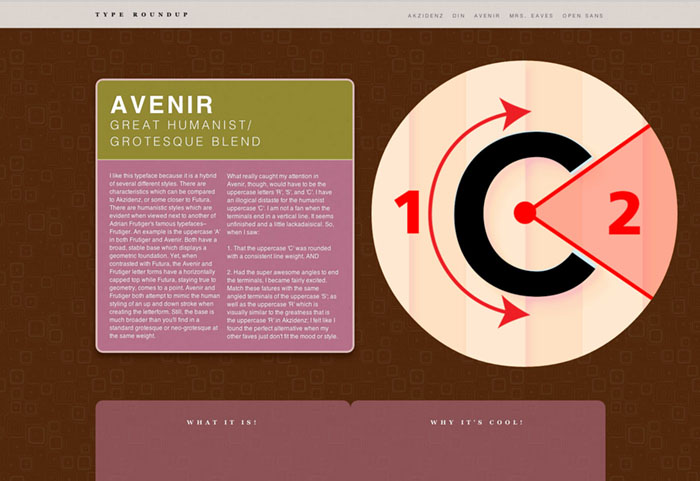 TYPE ROUNDUP
AKZIDENZ DIN AVENIR MRS. EAVES OPEN SANS
AVENIR
GREAT HUMANIST/
GROTESQUE BLEND
I like this typeface because it is a hybrid
of several different styles. There are
characteristics which can be compared
to Akzidenz, or some closer to Futura.
There are humanistic styles which are
evident when viewed next to another of
Adrian Frutiger's famous typefaces–
Frutiger. An example is the uppercase 'A'
in both Frutiger and Avenir. Both have a
broad, stable base which displays a
geometric foundation. Yet, when
contrasted with Futura, the Avenir and
Frutiger letter forms have a horizontally
capped top while Futura, staying true to
geometry, comes to a point. Avenir and
Frutiger both attempt to mimic the human
styling of an up and down stroke when
creating the letterform. Still, the base is
much broader than you'll find in a
standard grotesque or neo-grotesque at
the same weight.
What really caught my attention in
Avenir, though, would have to be the
uppercase letters 'R', 'S', and 'C'. I have
an illogical distaste for the humanist
uppercase 'C'. I am not a fan when the
terminals end in a vertical line. It seems
unfinished and a little lackadaisical. So,
when I saw:
1. That the uppercase 'C' was rounded
with a consistent line weight, AND
2. Had the super awesome angles to end
the terminals, I became fairly excited.
Match these failures with the same
angled terminals of the uppercase 'S', as
well as the uppercase 'R' which is
visually similar to the greatness that is
the uppercase 'R' in Akzidenz; I felt like I
found the perfect alternative when my
other faves just don't fit the mood or style.
1 C 2
WHAT IT IS!
WHY IT'S COOL!